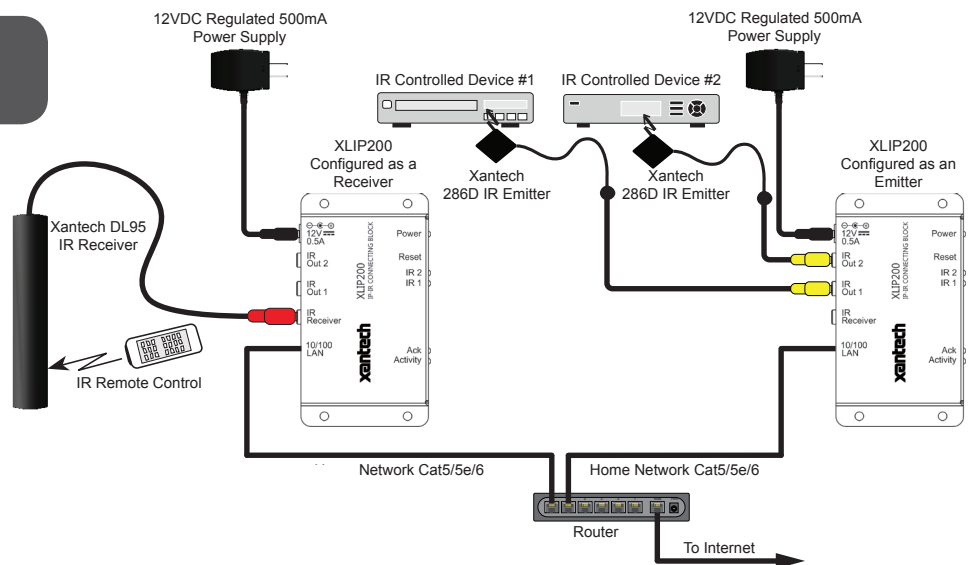 12VDC Regulated 500mA
Power Supply
12VDC Regulated 500mA
Power Supply
IR Controlled Device #1
IR Controlled Device #2
XLIP200
Configured as a
Receiver
Xantech
286D IR Emitter
Xantech
286D IR Emitter
XLIP200
Configured as an
Emitter
Xantech DL95
IR Receiver
12V
0.5A
IR
Out 2
IR
Out 1
IR
Receiver
10/100
LAN
XLIP200
IP-IR CONNECTING BLOCK
xantech
Power
Reset
IR 2
IR 1
Ack
Activity
12V
0.5A
IR
Out 2
IR
Out 1
IR
Receiver
10/100
LAN
XLIP200
IP-IR CONNECTING BLOCK
xantech
Power
Reset
IR 2
IR 1
Ack
Activity
IR Remote Control
Network Cat5/5e/6
Home Network Cat5/5e/6
Router
To Internet